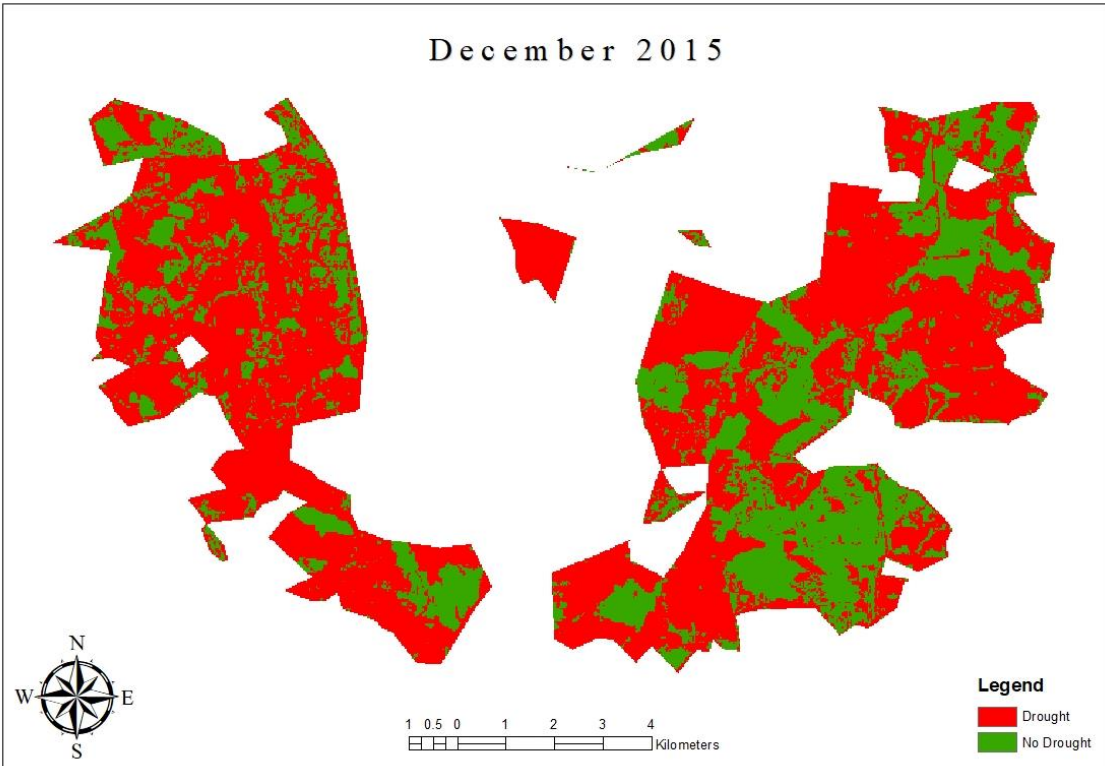 December 2015
N
W E
S
1 0.5 0 1 2 3 4
Kilometers
Legend
Drought
No Drought